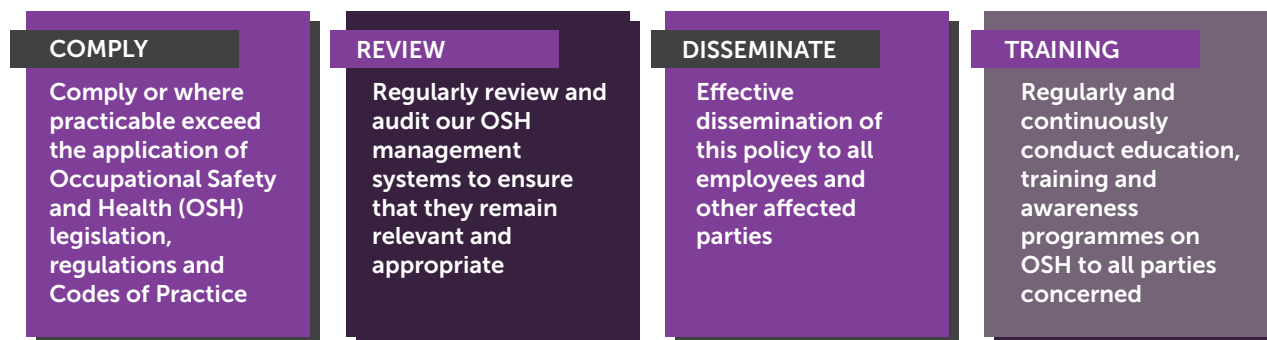 COMPLY
Comply or where
practicable exceed
the application of
Occupational Safety
and Health (OSH)
legislation,
regulations and
Codes of Practice
REVIEW
Regularly review and
audit our OSH
management
systems to ensure
that they remain
relevant and
appropriate
DISSEMINATE
Effective
dissemination of
this policy to all
employees and
other affected
parties
TRAINING
Regularly and
continuously
conduct education,
training and
awareness
programmes on
OSH to all parties
concerned